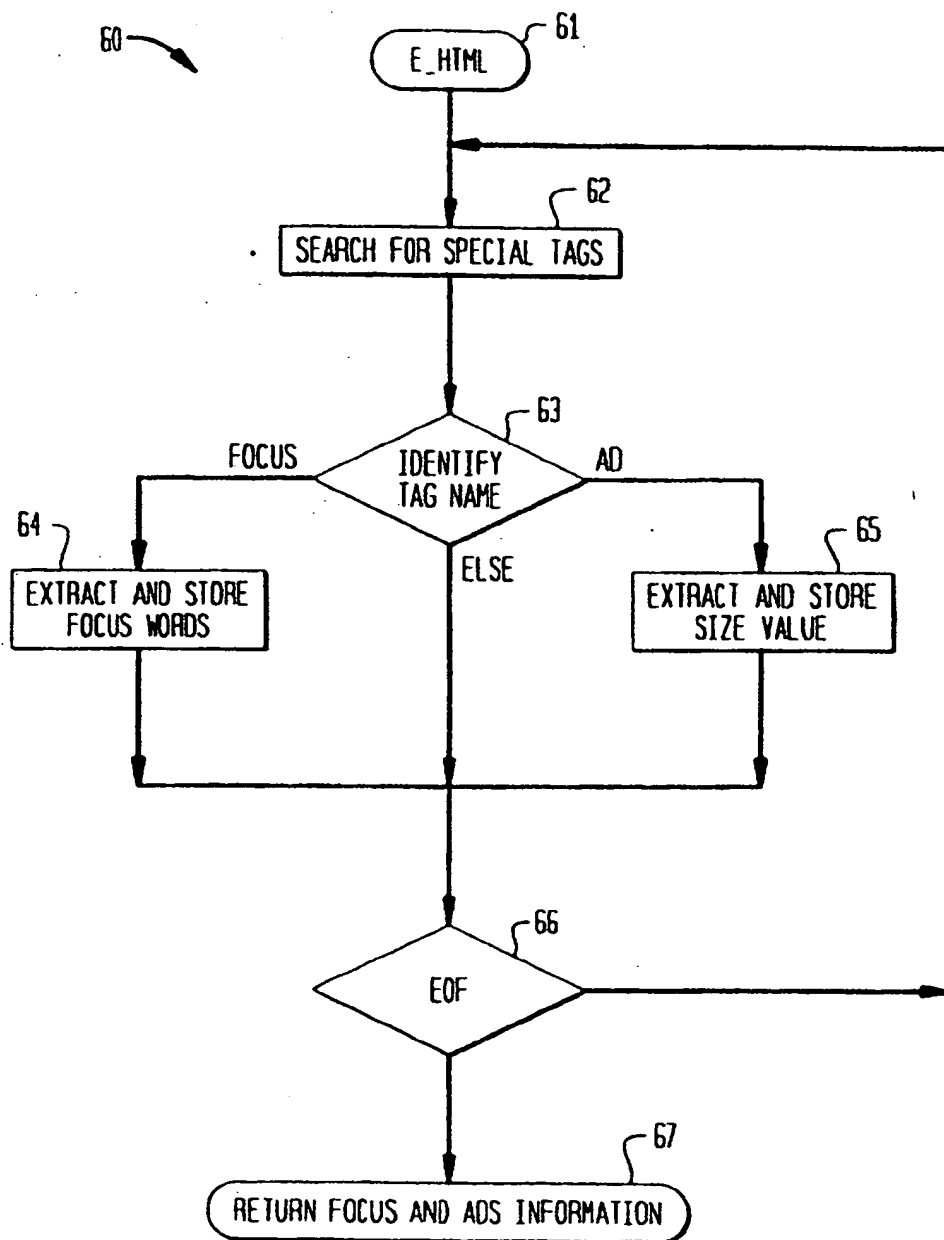 60
61
E_HTML
62
SEARCH FOR SPECIAL TAGS
63
FOCUS
IDENTIFY
TAG NAME
AD
64
ELSE
65
EXTRACT AND STORE
FOCUS WORDS
EXTRACT AND STORE
SIZE VALUE
66
EOF
67
RETURN FOCUS AND ADS INFORMATION